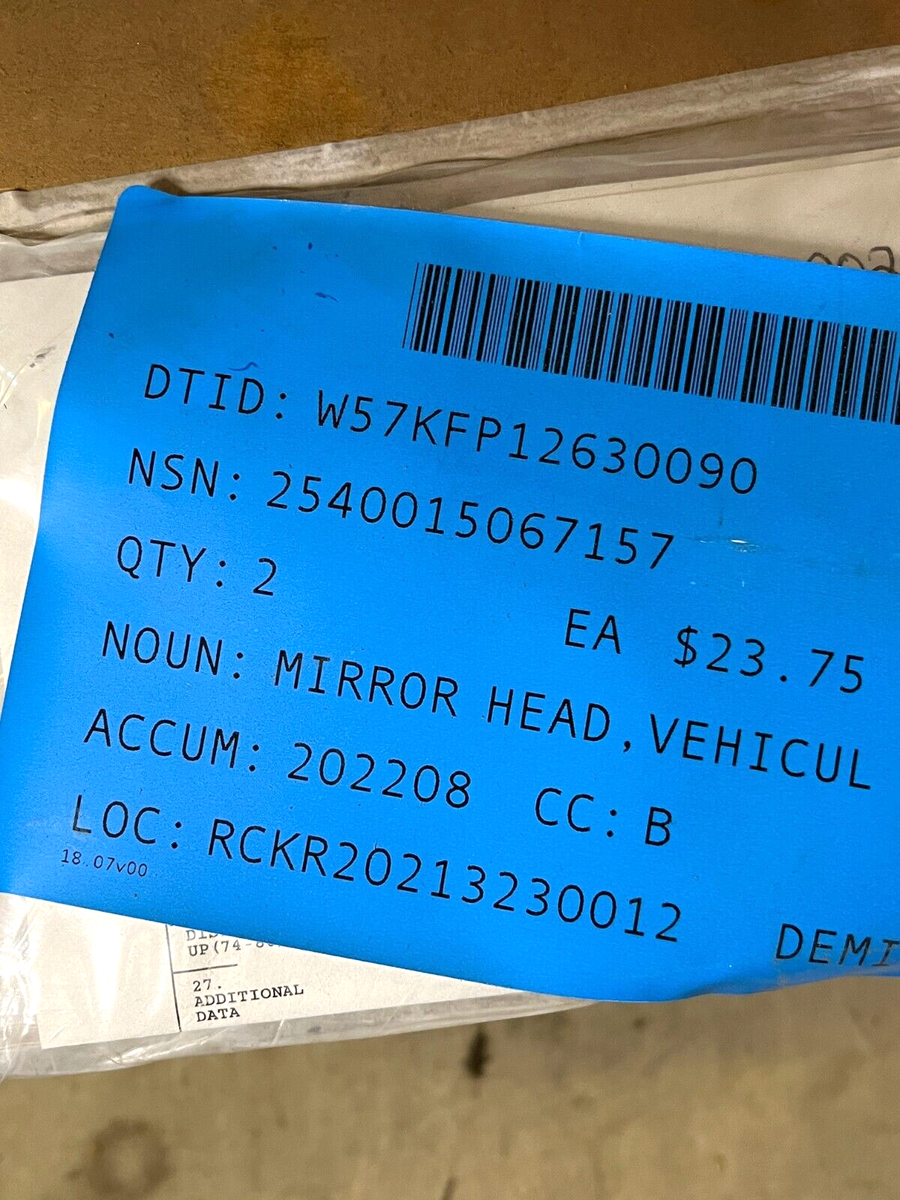 DTID: W57KFP12630090
NSN: 2540015067157
QTY: 2 EA $23.75
NOUN: MIRROR HEAD,VEHICUL
ACCUM: 202208 CC: B
LOC: RCKR20213230012 DEMI
18.07v00
27.
ADDITIONAL
DATA